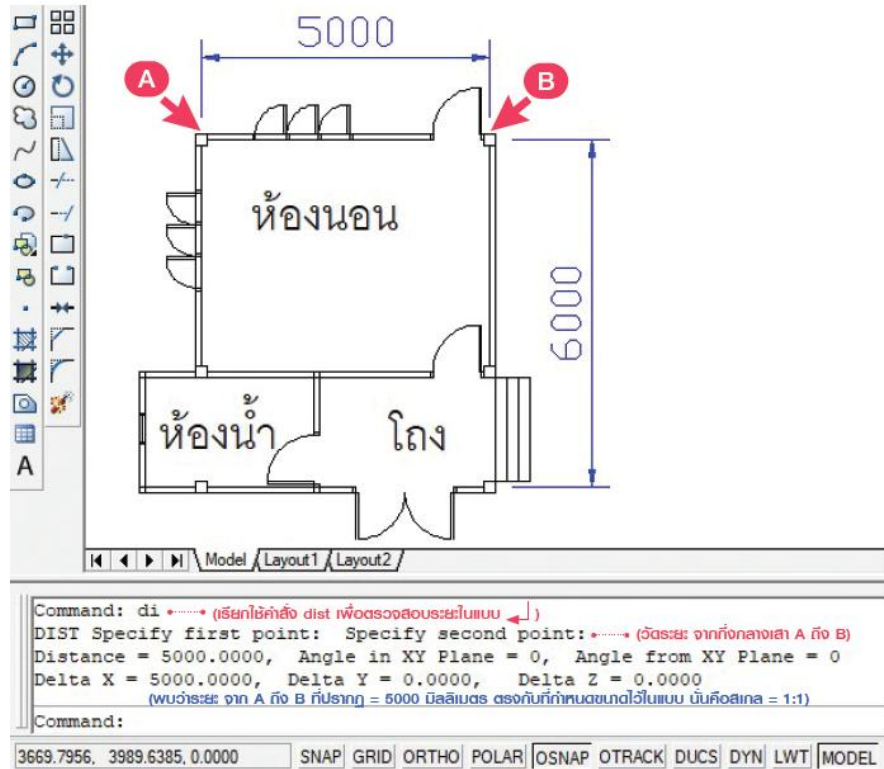 5000
A
B
ห้องนอน
6000
ห้องน้ำ
โถง
A
Model Layout1 Layout2
Command: di (เรียกใช้คำสั่ง dist เพื่อตรวจสอบระยะในแบบ )
DIST Specify first point: Specify second point: (วัดระยะ จากกึ่งกลางเสา A ถึง B)
Distance = 5000.0000, Angle in XY Plane = 0, Angle from XY Plane = 0
Delta X = 5000.0000, Delta Y = 0.0000, Delta Z = 0.0000
(พบว่าระยะ จาก A ถึง B ที่ปรากฏ = 5000 มิลลิเมตร ตรงกับที่กำหนดขนาดไว้ในแบบ นั่นคือสเกล = 1:1)
Command:
3669.7956, 3989.6385, 0.0000 SNAP GRID ORTHO POLAR OSNAP OTRACK DUCS DYN LWT MODEL